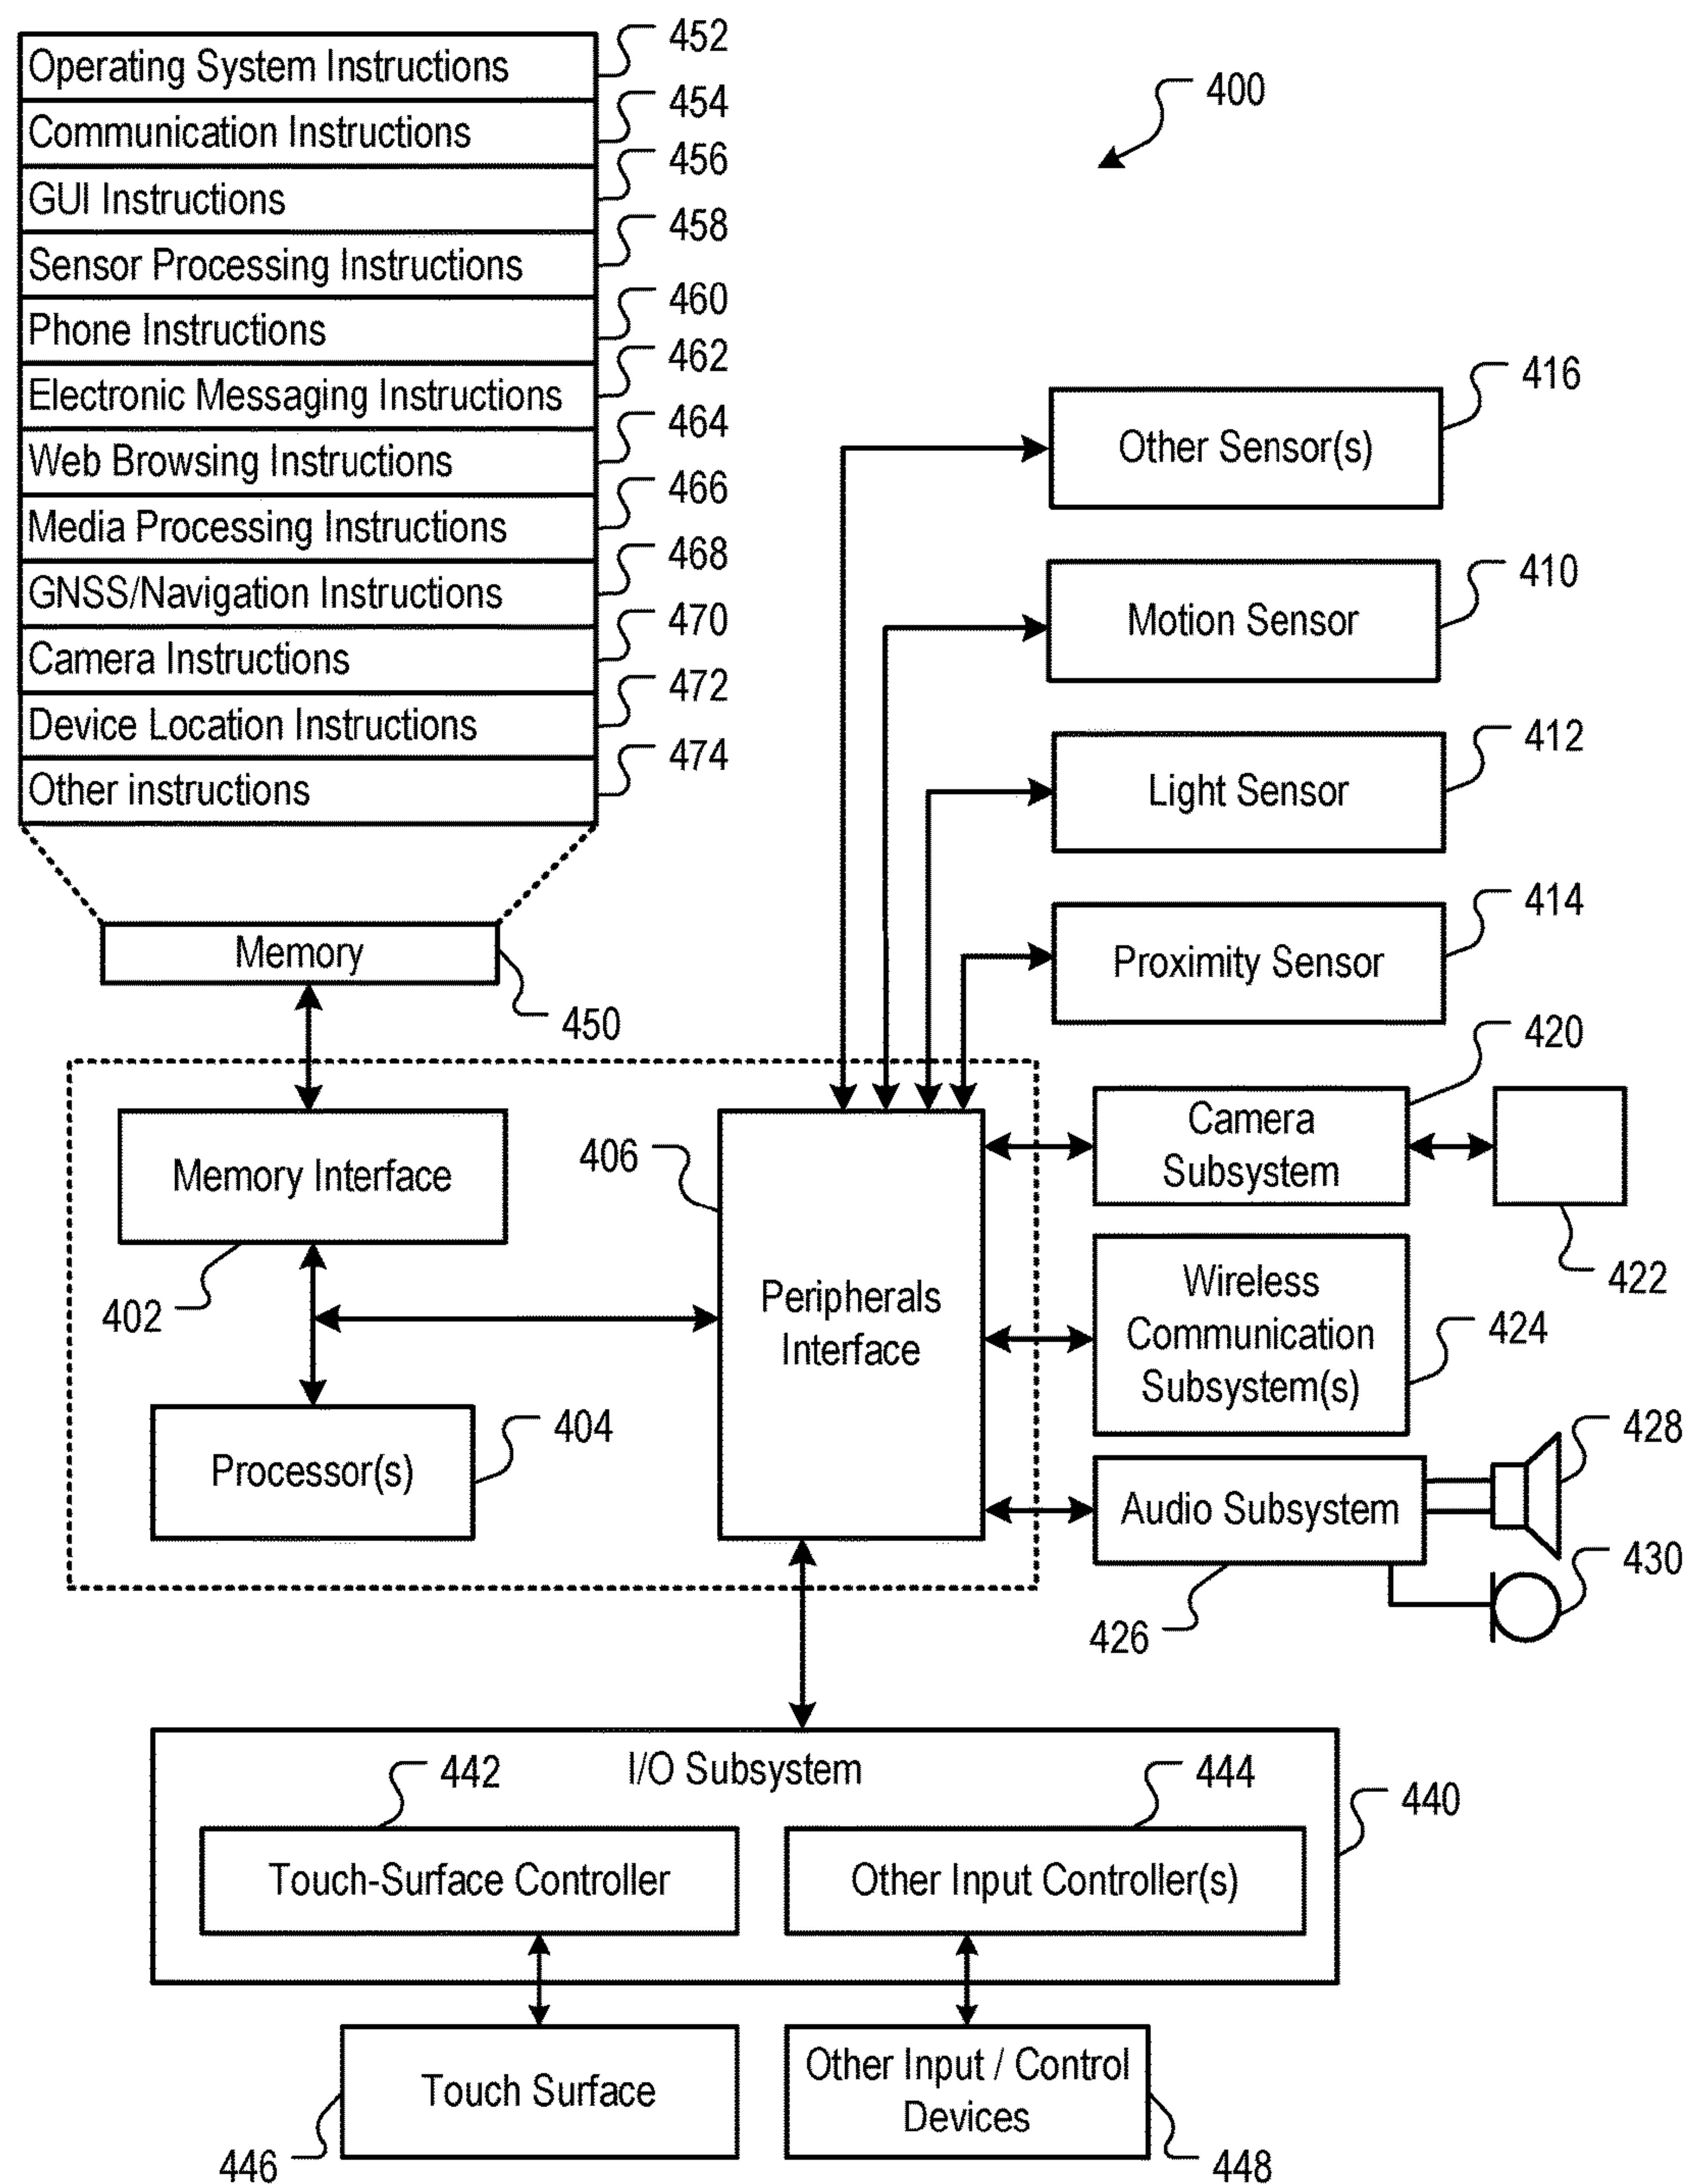 452
Operating System Instructions
454
Communication Instructions
456
GUI Instructions
458
Sensor Processing Instructions
460
Phone Instructions
462
Electronic Messaging Instructions
464
Web Browsing Instructions
466
Media Processing Instructions
468
GNSS/Navigation Instructions
470
Camera Instructions
472
Device Location Instructions
474
Other instructions
Memory
450
400
416
Other Sensor(s)
410
Motion Sensor
412
Light Sensor
414
Proximity Sensor
420
Camera
Subsystem
422
Memory Interface
402
406
Peripherals
Interface
Wireless
Communication
Subsystem(s)
424
Processor(s)
404
Audio Subsystem
428
430
426
I/O Subsystem
442
444
440
Touch-Surface Controller
Other Input Controller(s)
Touch Surface
446
Other Input / Control
Devices
448